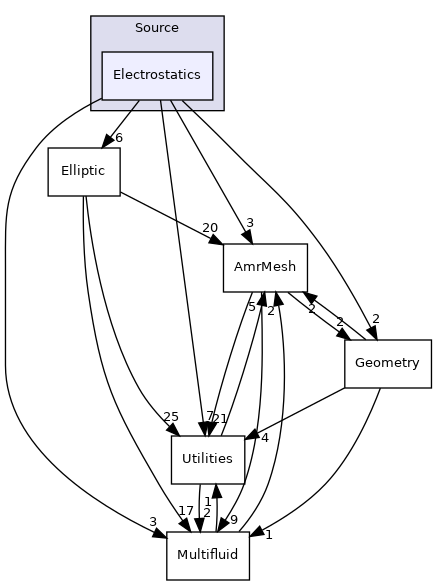 Source
Electrostatics
6
Elliptic
20
3
AmrMesh
5
2
2
2
2
Geometry
25
7
21
4
Utilities
17
1
2
3
9
1
Multifluid